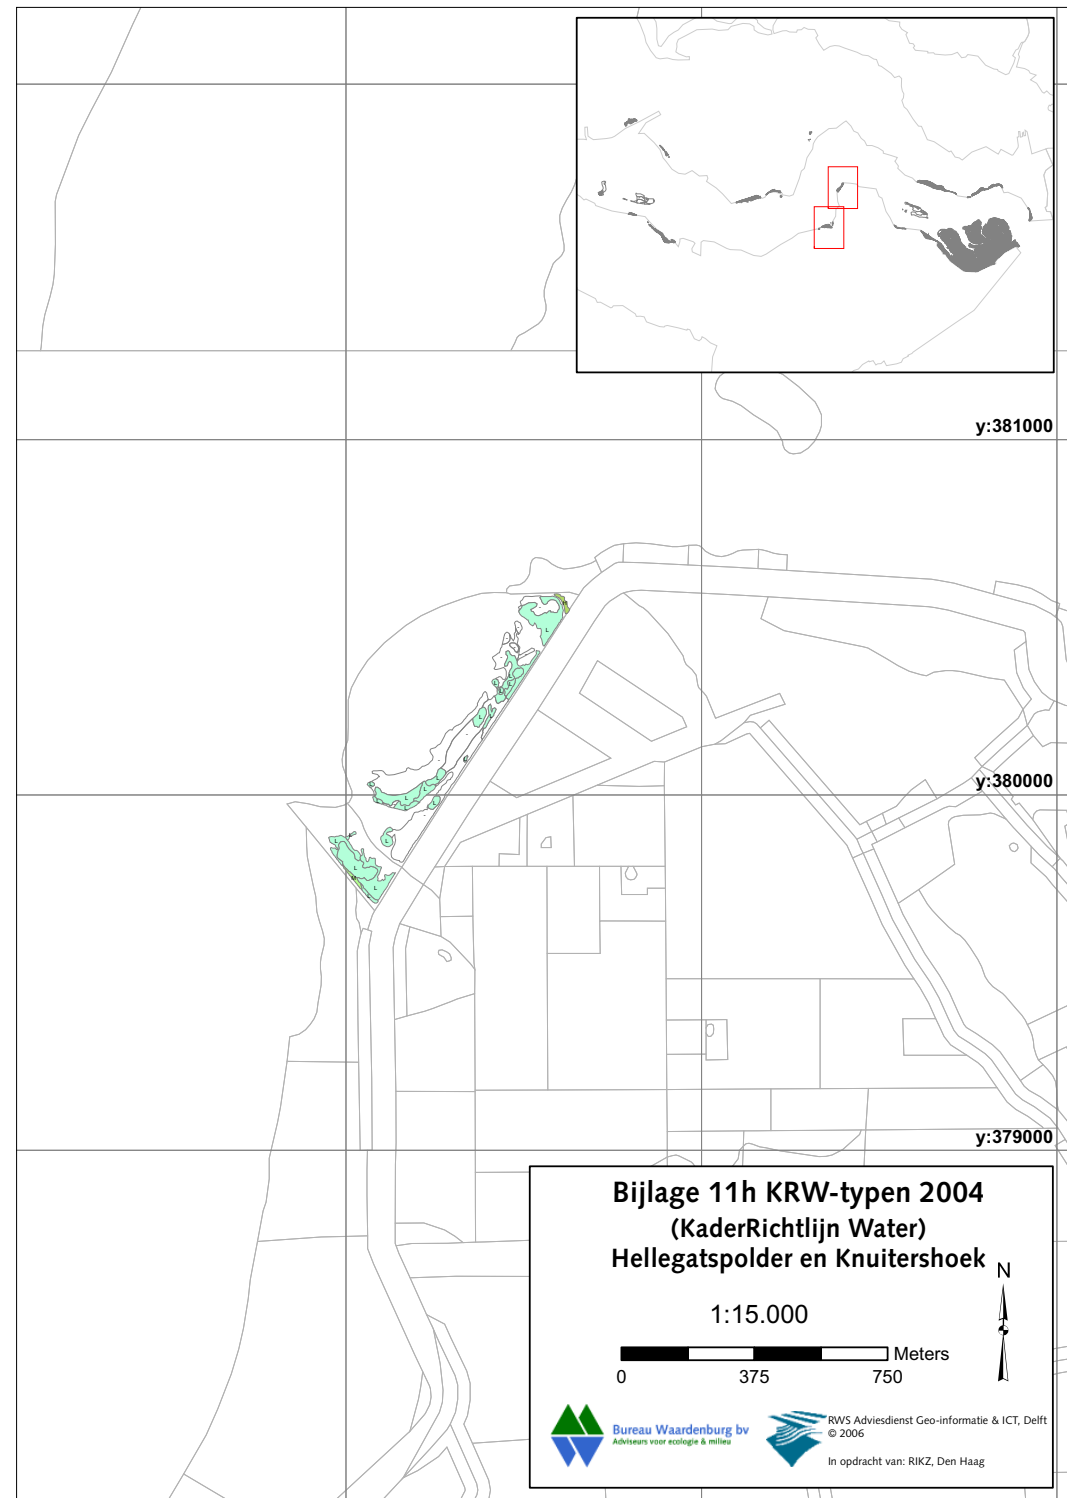 y:381000
y:380000
y:379000
L
L
L
L
L
L
L
L
L
L
L
L
L
L
M
Bijlage 11h KRW-typen 2004
(KaderRichtlijn Water)
Hellegatspolder en Knuitershoek
N
1:15.000
Meters
0 375 750
Bureau Waardenburg bv
Adviseurs voor ecologie & milieu
RWS Adviesdienst Geo-informatie & ICT, Delft
© 2006
In opdracht van: RIKZ, Den Haag